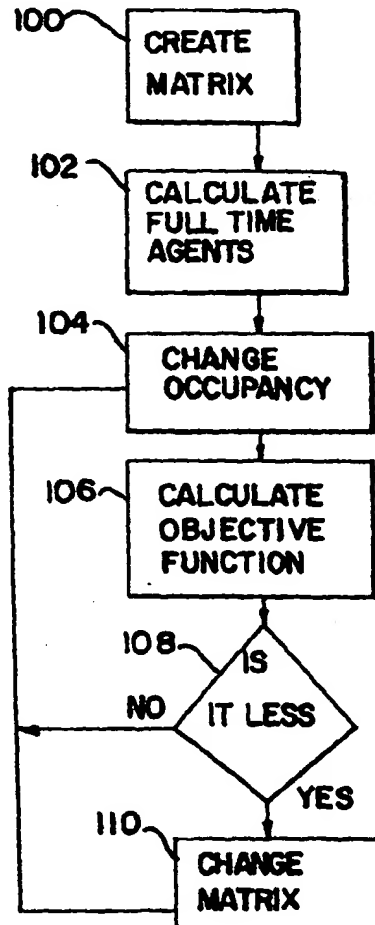 100
CREATE
MATRIX
102
CALCULATE
FULL TIME
AGENTS
104
CHANGE
OCCUPANCY
106
CALCULATE
OBJECTIVE
FUNCTION
108
IS
IT LESS
NO
YES
110
CHANGE
MATRIX